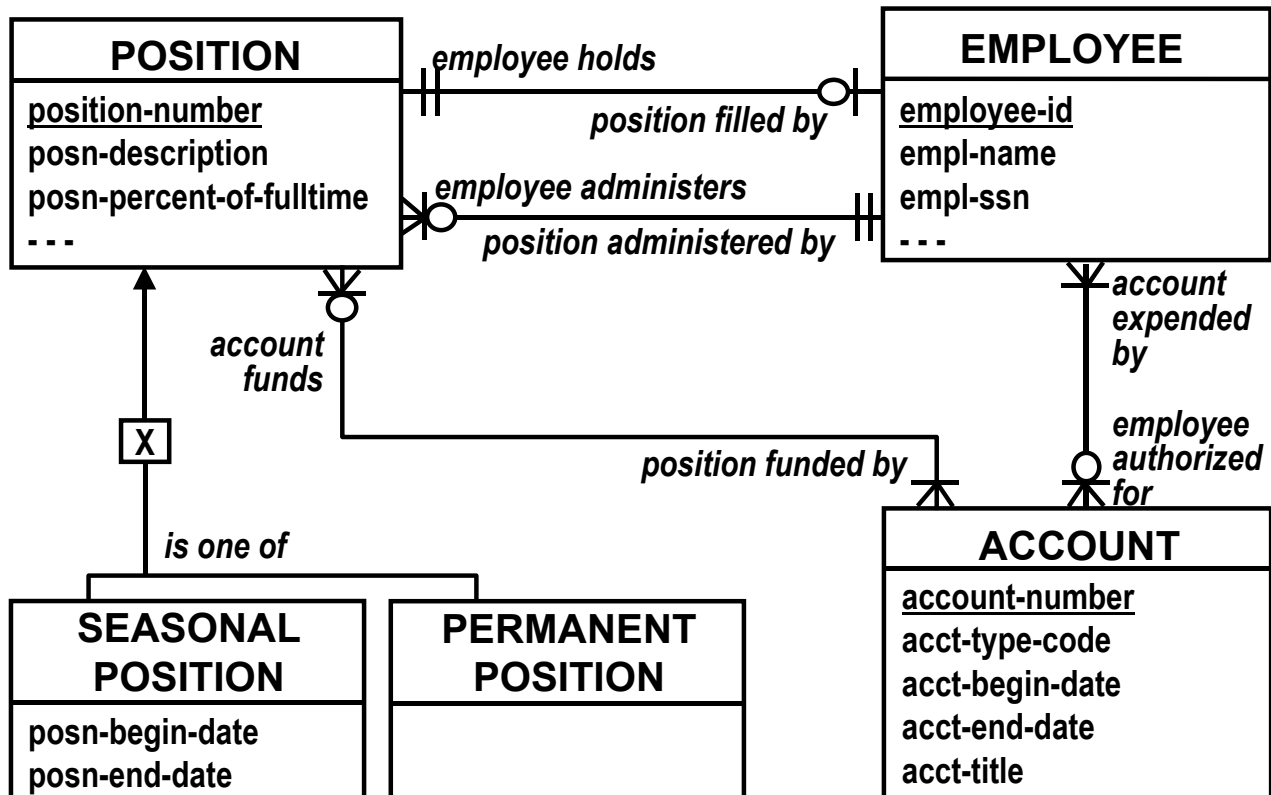 POSITION
position-number
posn-description
posn-percent-of-fulltime
- - -
employee holds
position filled by
employee administers
position administered by
EMPLOYEE
employee-id
empl-name
empl-ssn
- - -
account
funds
account
expended
by
X
position funded by
employee
authorized
for
is one of
SEASONAL
POSITION
posn-begin-date
posn-end-date
PERMANENT
POSITION
ACCOUNT
account-number
acct-type-code
acct-begin-date
acct-end-date
acct-title